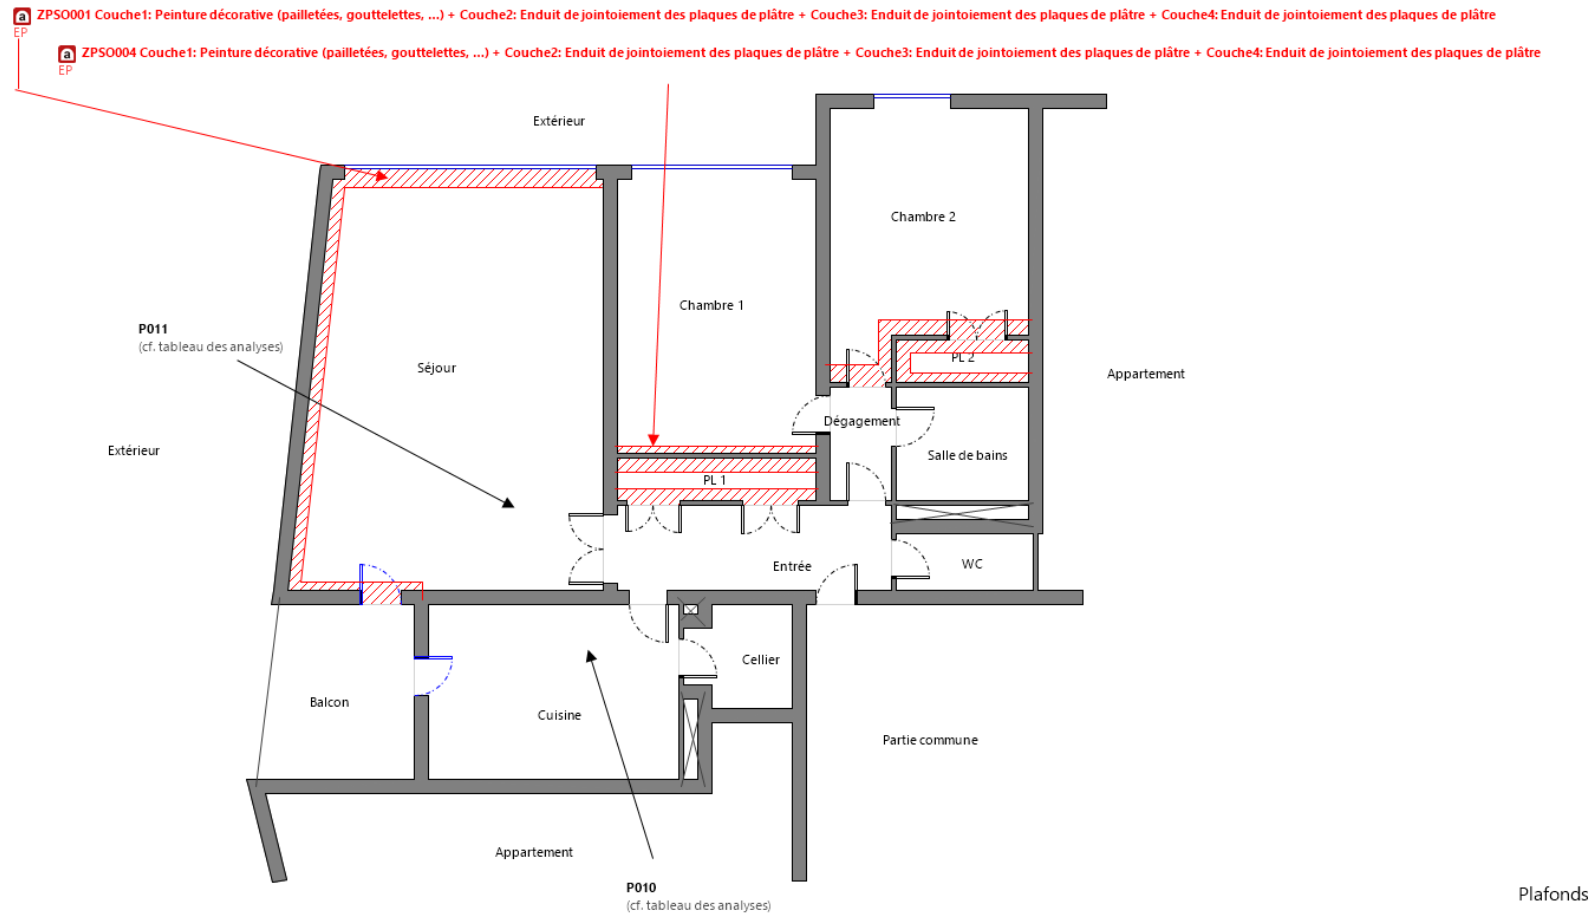 a ZPSO001 Couche1: Peinture décorative (pailletées, gouttelettes, ...) + Couche2: Enduit de jointoiement des plaques de plâtre + Couche3: Enduit de jointoiement des plaques de plâtre + Couche4: Enduit de jointoiement des plaques de plâtre
EP
a ZPSO004 Couche1: Peinture décorative (pailletées, gouttelettes, ...) + Couche2: Enduit de jointoiement des plaques de plâtre + Couche3: Enduit de jointoiement des plaques de plâtre + Couche4: Enduit de jointoiement des plaques de plâtre
EP
Extérieur
Chambre 2
Chambre 1
P011
(cf. tableau des analyses)
Séjour
PL 2
Appartement
Dégagement
Extérieur
Salle de bains
PL 1
Entrée
WC
Cellier
Balcon
Cuisine
Partie commune
Appartement
P010
(cf. tableau des analyses)
Plafonds